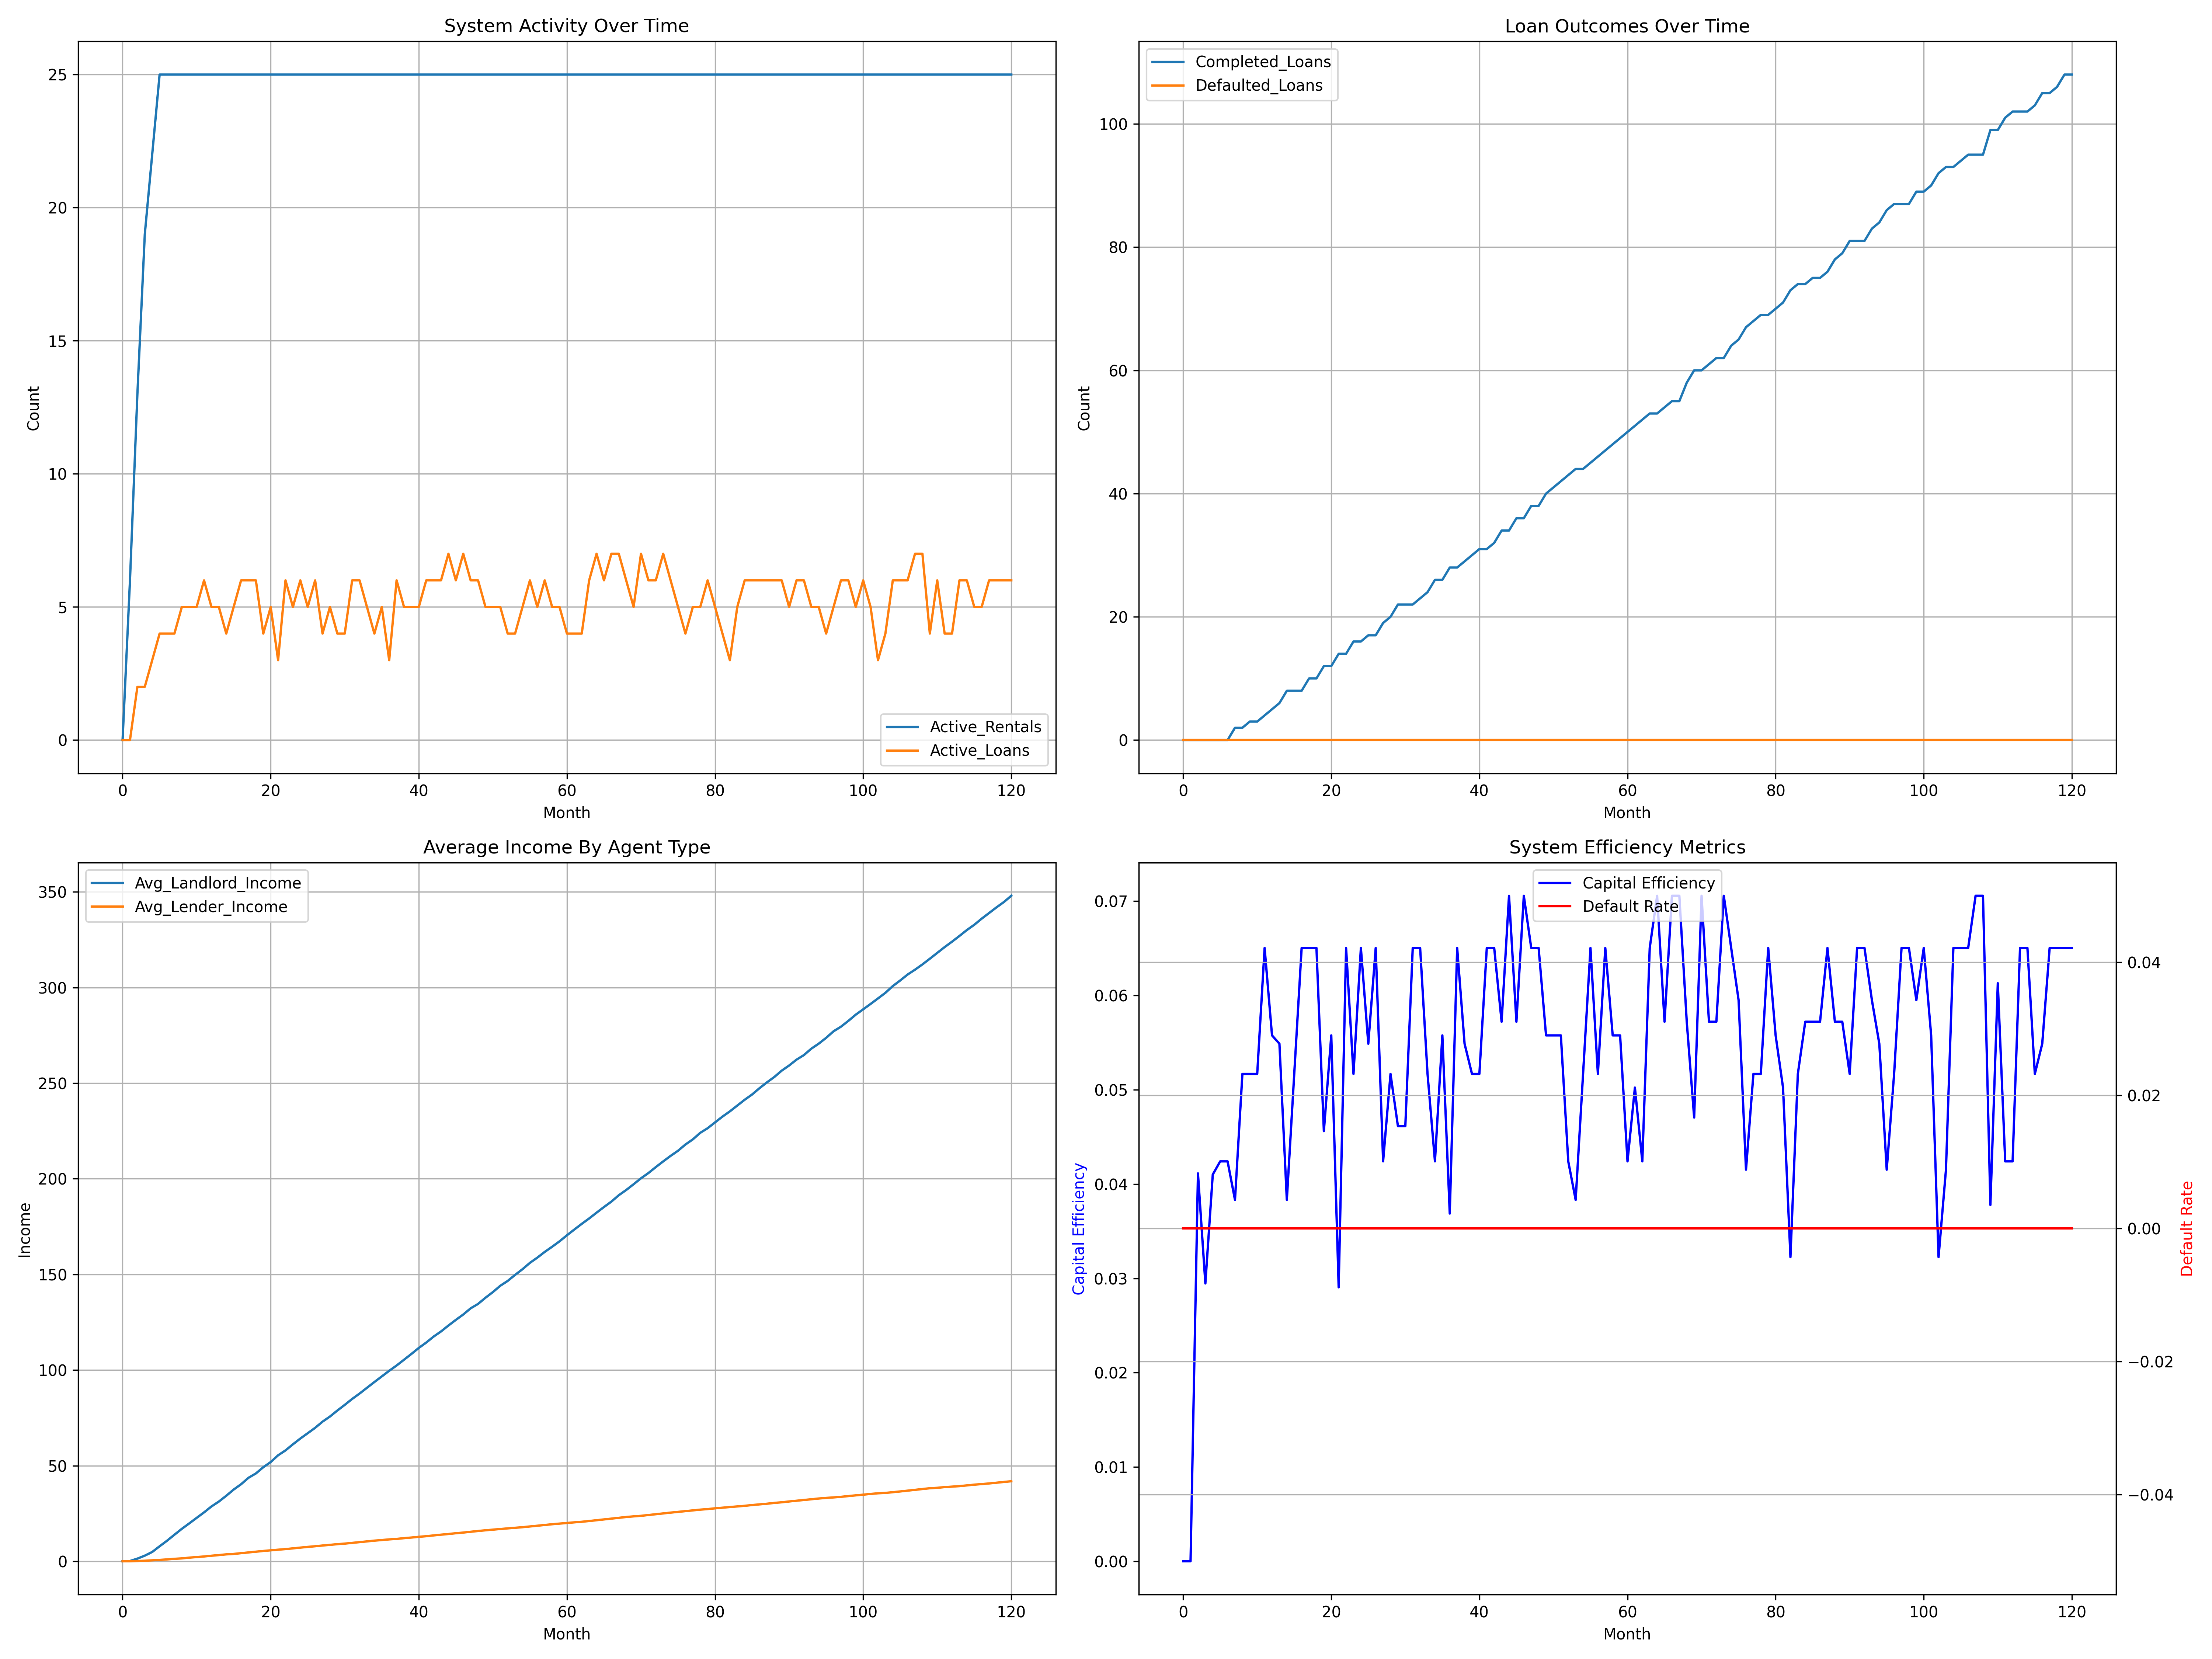 System Activity Over Time
25
20
15
10
5
0
Count
0 20 40 60 80 100 120
Month
Active_Rentals
Active_Loans
Loan Outcomes Over Time
Completed_Loans
Defaulted_Loans
100
80
60
40
20
0
Count
0 20 40 60 80 100 120
Month
Average Income By Agent Type
Avg_Landlord_Income
Avg_Lender_Income
350
300
250
200
150
100
50
0
Income
0 20 40 60 80 100 120
Month
System Efficiency Metrics
Capital Efficiency
Default Rate
0.07
0.06
0.05
0.04
0.03
0.02
0.01
0.00
Capital Efficiency
0.04
0.02
0.00
−0.02
−0.04
Default Rate
0 20 40 60 80 100 120
Month